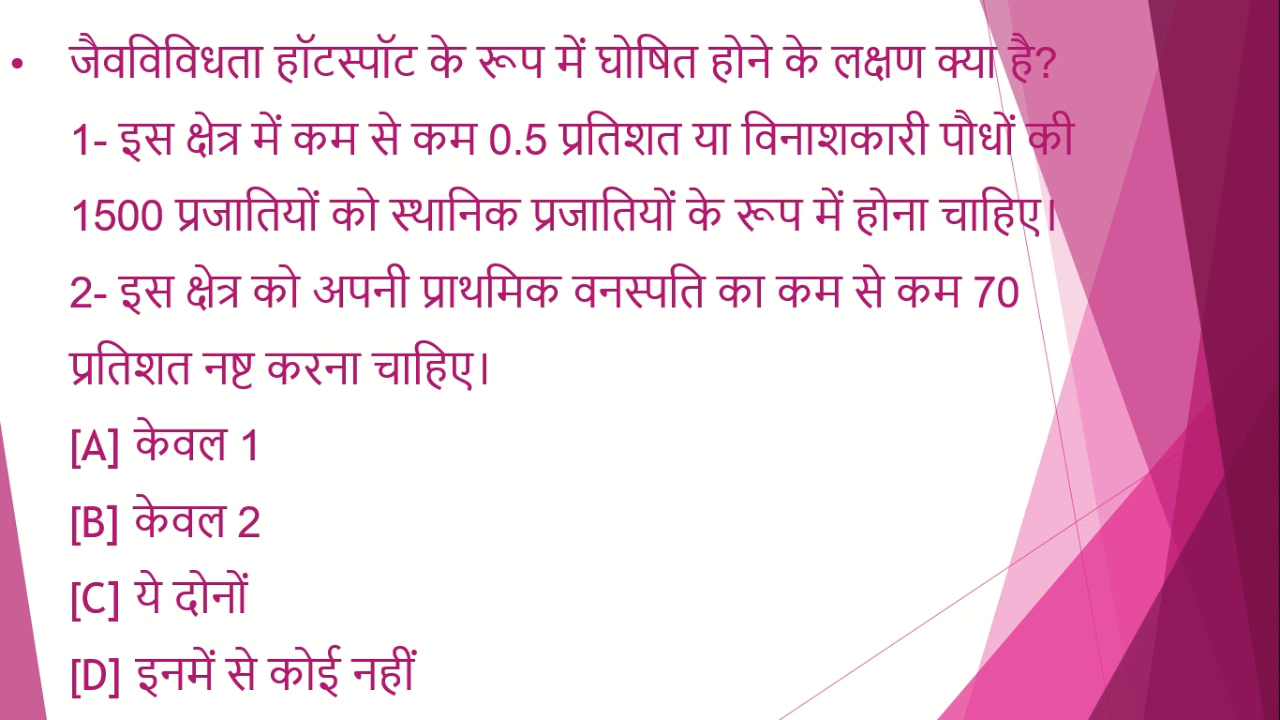 • जैवविविधता हॉटस्पॉट के रूप में घोषित होने के लक्षण क्या है?
1- इस क्षेत्र में कम से कम 0.5 प्रतिशत या विनाशकारी पौधों की
1500 प्रजातियों को स्थानिक प्रजातियों के रूप में होना चाहिए।
2- इस क्षेत्र को अपनी प्राथमिक वनस्पति का कम से कम 70
प्रतिशत नष्ट करना चाहिए।
[A] केवल 1
[B] केवल 2
[C] ये दोनों
[D] इनमें से कोई नहीं